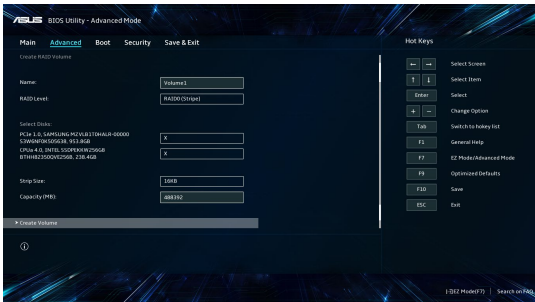 ASUS BIOS Utility - Advanced Mode
Main Advanced Boot Security Save & Exit
Hot Keys
Create RAID Volume
Name: Volume1
RAID Level: RAID0 (Stripe)
Select Disks:
PCIe 1.0, SAMSUNG MZVLB1T0HALR-00000
S3W6NF0K505638, 953.8GB X
CPUa 4.0, INTEL SSDPEKKW256G8
BTHH82350QVE256B, 238.4GB X
Strip Size: 16KB
Capacity (MB): 488392
Create Volume
← → Select Screen
↑ ↓ Select Item
Enter Select
+ − Change Option
Tab Switch to hokey list
F1 General Help
F7 EZ Mode/Advanced Mode
F9 Optimized Defaults
F10 Save
ESC Exit
EZ Mode(F7) | Search on FAQ